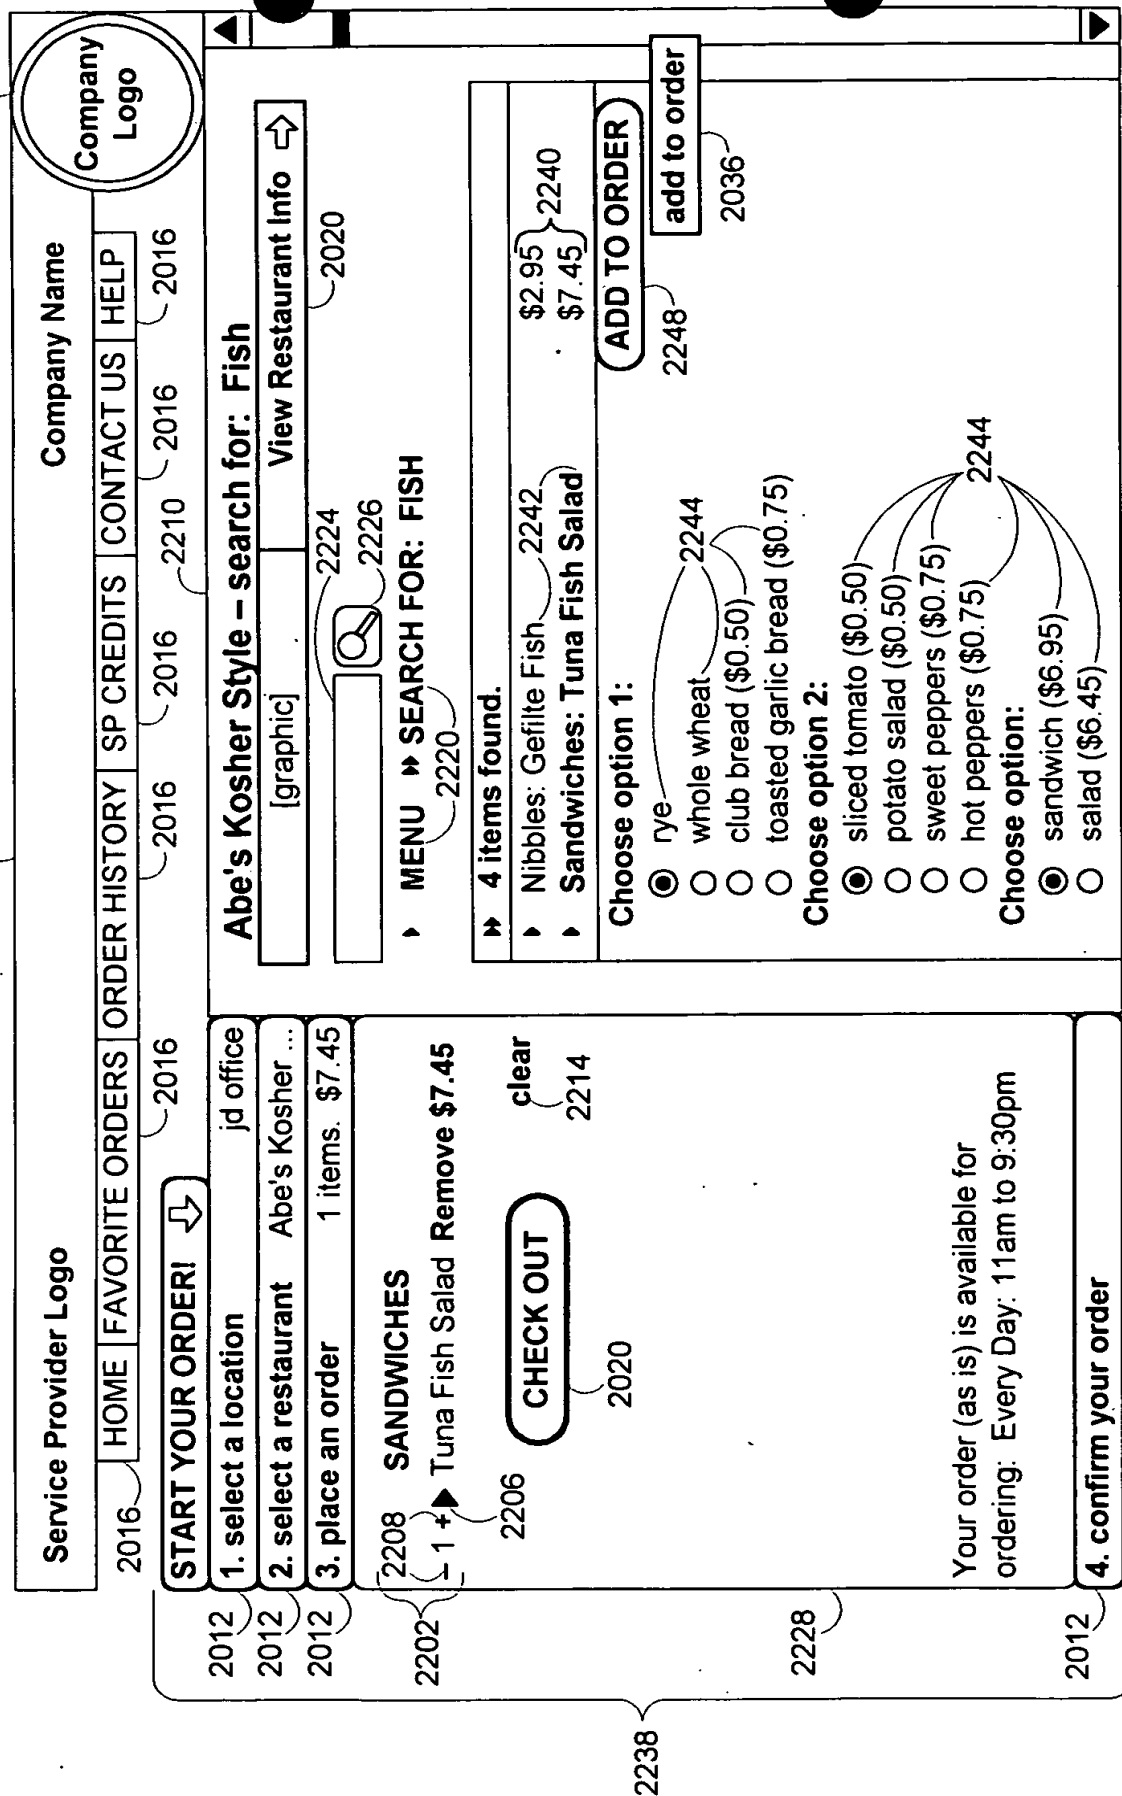 Service Provider Logo
Company Name
Company
Logo
HOME
FAVORITE ORDERS
ORDER HISTORY
SP CREDITS
CONTACT US
HELP
2016
2016
2016
2016
2016
2016
2210
START YOUR ORDER!
2012
1. select a location jd office
2012
2. select a restaurant Abe's Kosher ...
2012
3. place an order 1 items. $7.45
2208
2202
SANDWICHES
– 1 + Tuna Fish Salad Remove $7.45
2206
clear
2214
CHECK OUT
2020
2228
Your order (as is) is available for
ordering: Every Day: 11am to 9:30pm
2012
4. confirm your order
2238
Abe's Kosher Style – search for: Fish
[graphic]
View Restaurant Info
2020
2224
2226
MENU SEARCH FOR: FISH
2220
4 items found.
Nibbles: Gefilte Fish 2242 $2.95
2240
Sandwiches: Tuna Fish Salad $7.45
ADD TO ORDER
2248
add to order
2036
Choose option 1:
rye
whole wheat
2244
club bread ($0.50)
toasted garlic bread ($0.75)
Choose option 2:
sliced tomato ($0.50)
potato salad ($0.50)
sweet peppers ($0.75)
hot peppers ($0.75)
2244
Choose option:
sandwich ($6.95)
salad ($6.45)